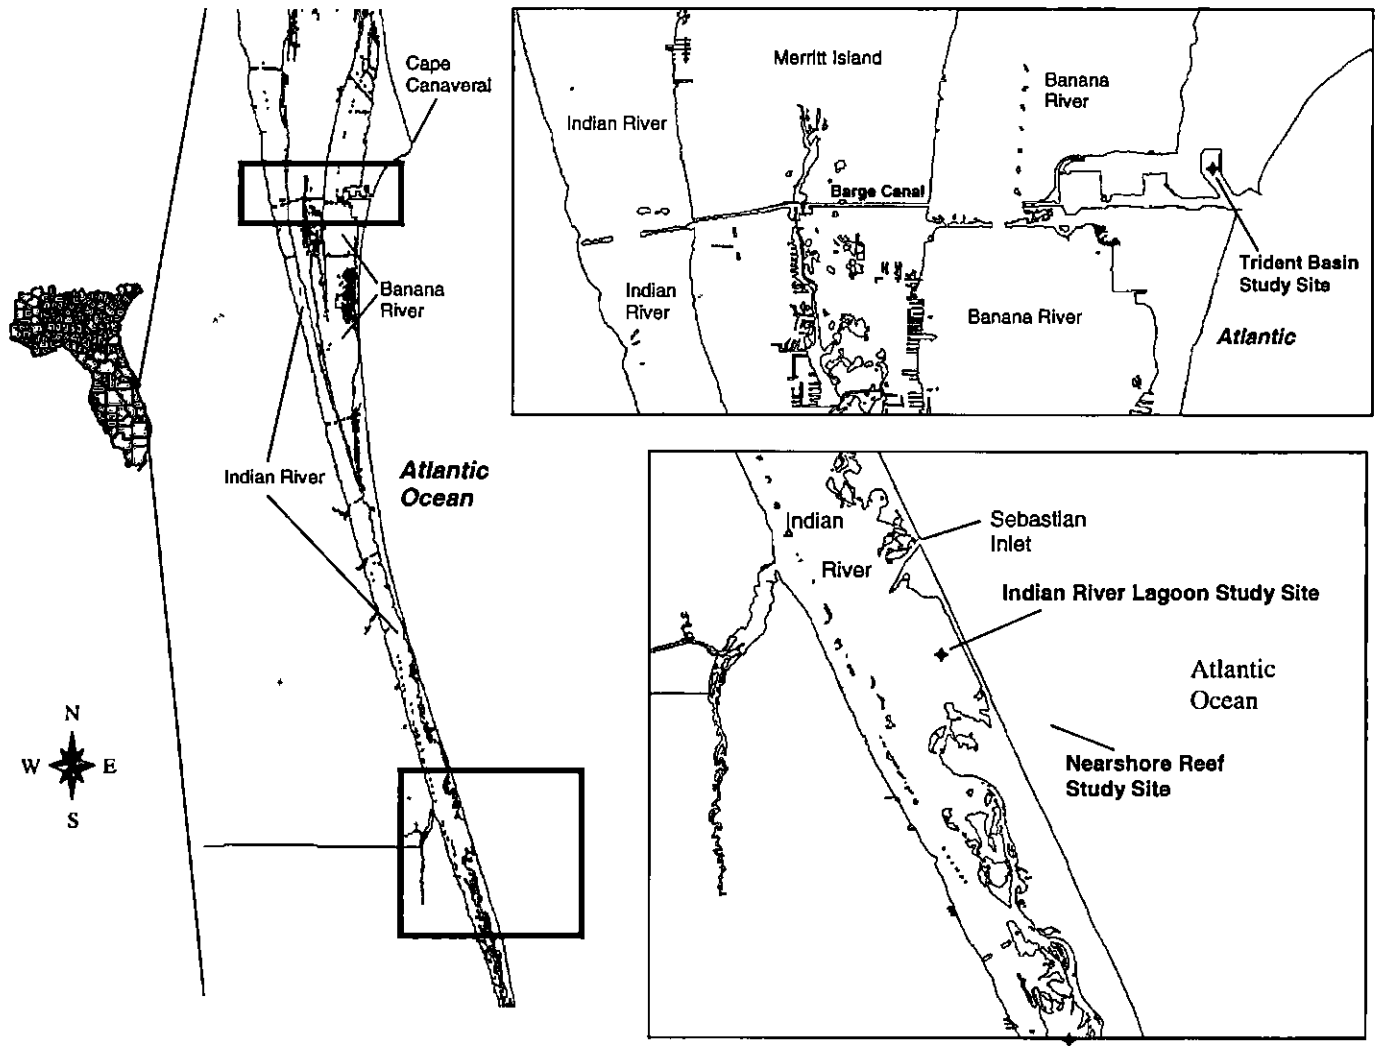 Cape
Canaveral
Banana
River
Indian River
Atlantic
Ocean
N
W E
S
Merritt Island
Banana
River
Indian River
Barge Canal
Trident Basin
Study Site
Indian
River
Banana River
Atlantic
Indian
River
Sebastian
Inlet
Indian River Lagoon Study Site
Atlantic
Ocean
Nearshore Reef
Study Site